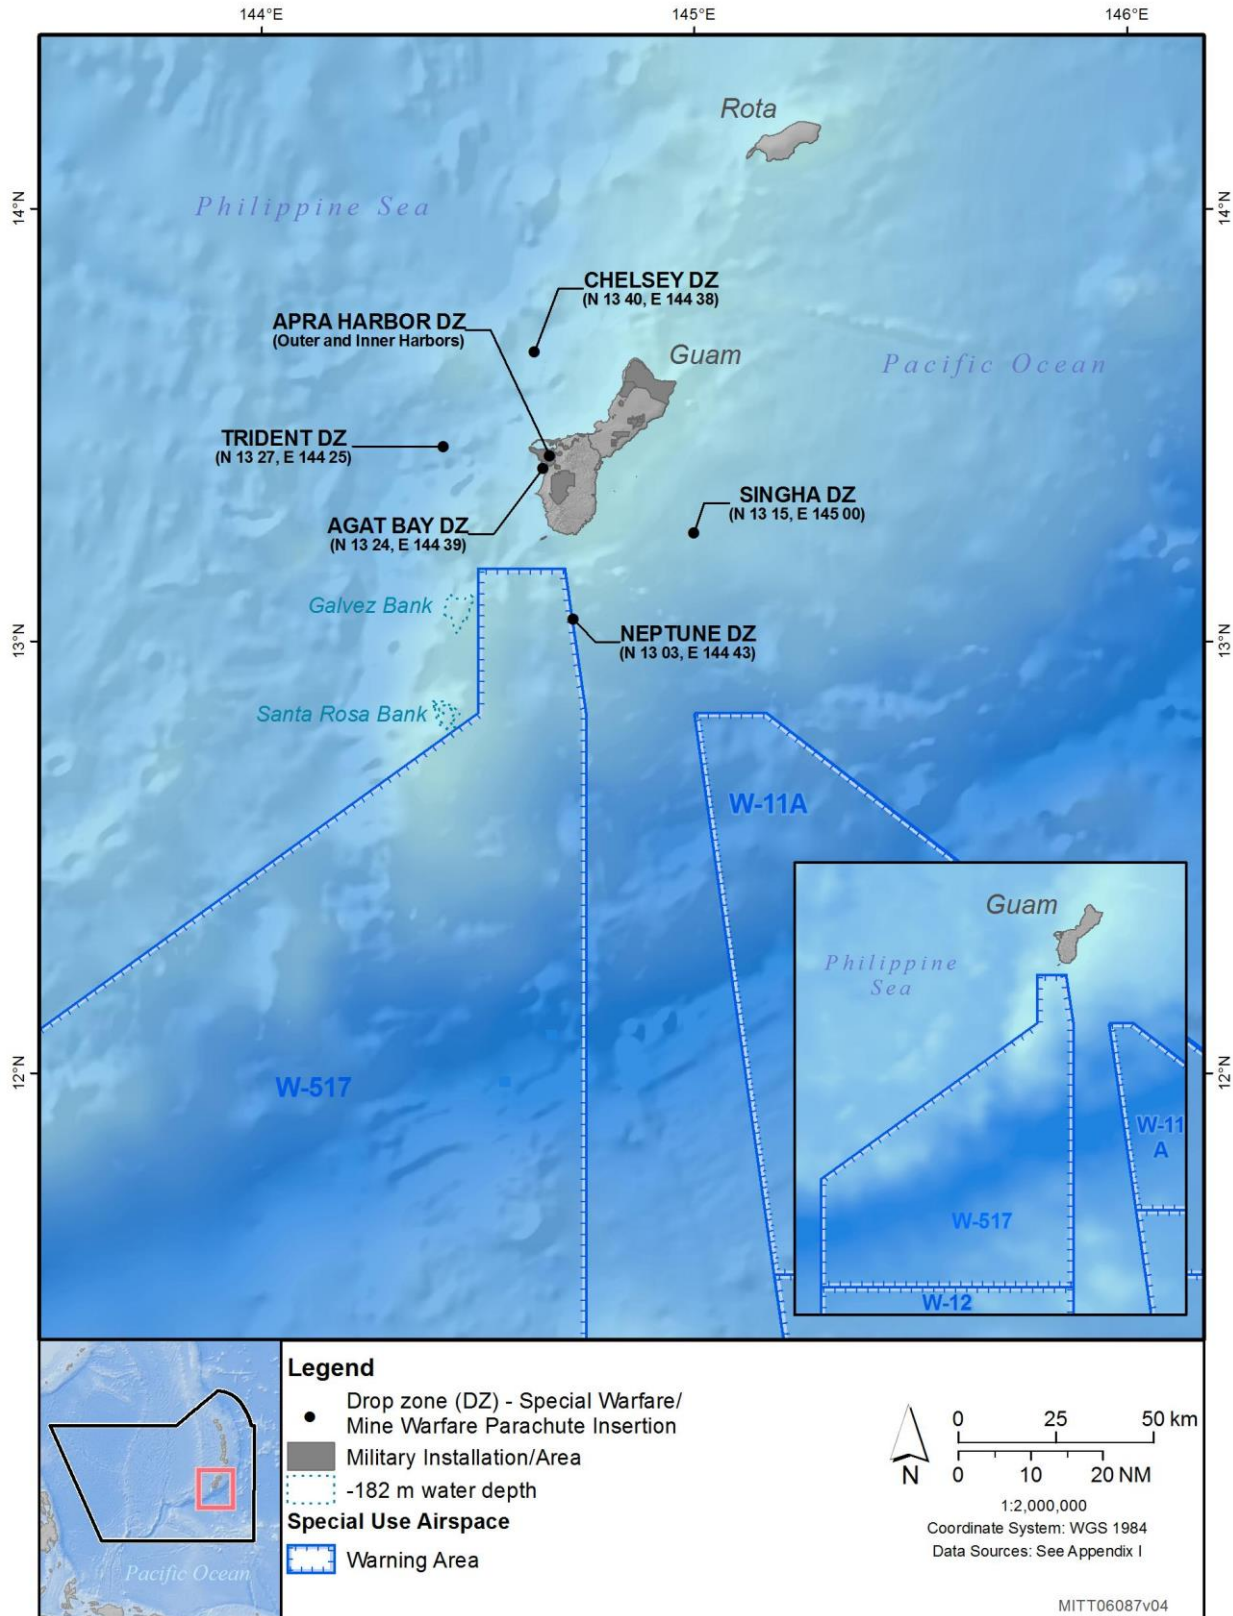 144°E
145°E
146°E
Rota
14°N
14°N
Philippine Sea
CHELSEY DZ
(N 13 40, E 144 38)
APRA HARBOR DZ
(Outer and Inner Harbors)
Guam
Pacific Ocean
TRIDENT DZ
(N 13 27, E 144 25)
SINGHA DZ
(N 13 15, E 145 00)
AGAT BAY DZ
(N 13 24, E 144 39)
Galvez Bank
13°N
13°N
NEPTUNE DZ
(N 13 03, E 144 43)
Santa Rosa Bank
W-11A
Guam
Philippine
Sea
12°N
12°N
W-517
W-11
A
W-517
W-12
Pacific Ocean
Legend
Drop zone (DZ) - Special Warfare/
Mine Warfare Parachute Insertion
Military Installation/Area
-182 m water depth
Special Use Airspace
Warning Area
N
0 25 50 km
0 10 20 NM
1:2,000,000
Coordinate System: WGS 1984
Data Sources: See Appendix I
MITT06087v04